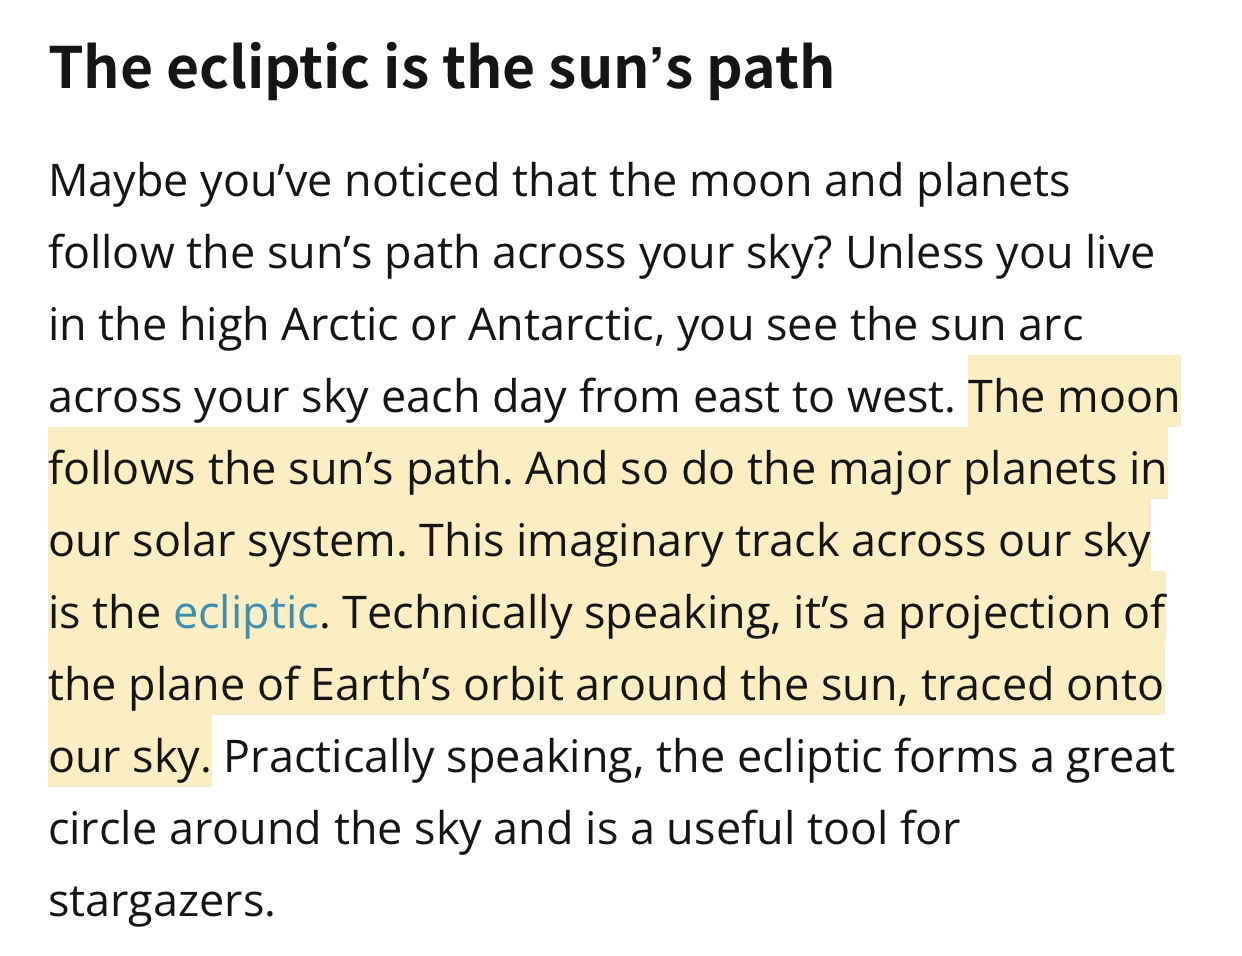 The ecliptic is the sun’s path
Maybe you’ve noticed that the moon and planets
follow the sun’s path across your sky? Unless you live
in the high Arctic or Antarctic, you see the sun arc
across your sky each day from east to west. The moon
follows the sun’s path. And so do the major planets in
our solar system. This imaginary track across our sky
is the ecliptic. Technically speaking, it’s a projection of
the plane of Earth’s orbit around the sun, traced onto
our sky. Practically speaking, the ecliptic forms a great
circle around the sky and is a useful tool for
stargazers.